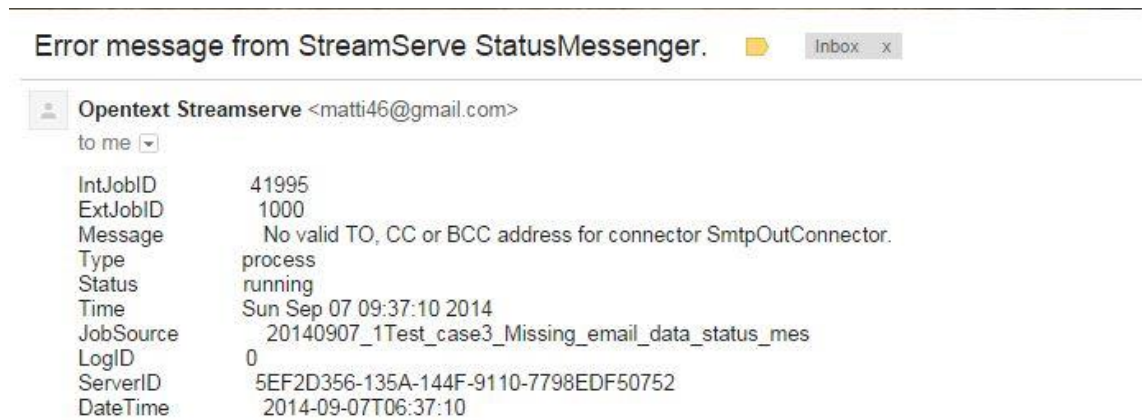 Error message from StreamServe StatusMessenger. Inbox x
Opentext Streamserve <matti46@gmail.com>
to me
IntJobID 41995
ExtJobID 1000
Message No valid TO, CC or BCC address for connector SmtpOutConnector.
Type process
Status running
Time Sun Sep 07 09:37:10 2014
JobSource 20140907_1Test_case3_Missing_email_data_status_mes
LogID 0
ServerID 5EF2D356-135A-144F-9110-7798EDF50752
DateTime 2014-09-07T06:37:10